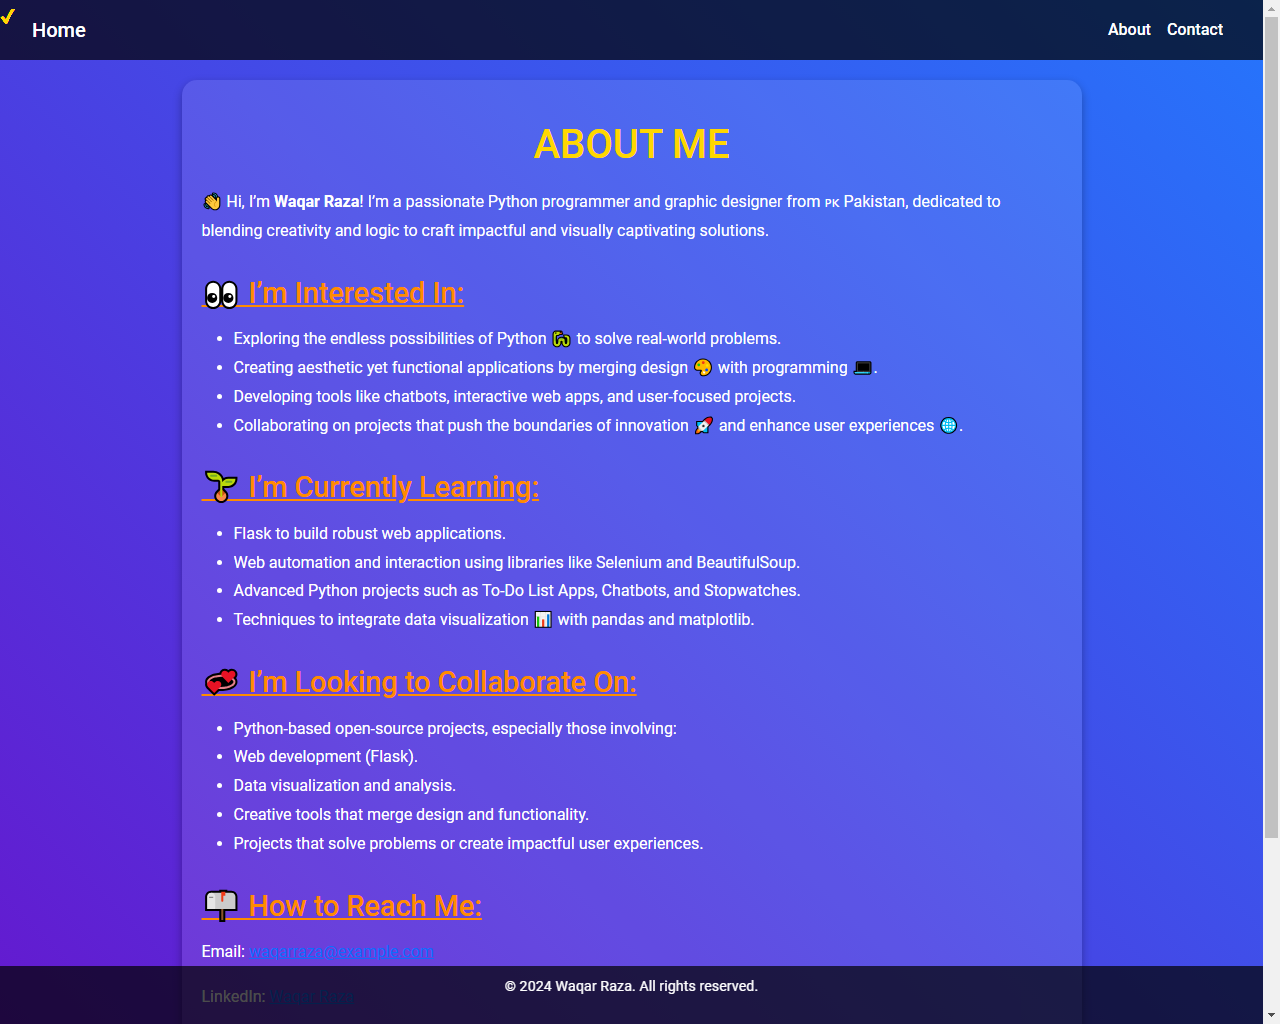 ✓
Home
About
Contact
ABOUT ME
👋 Hi, I’m Waqar Raza! I’m a passionate Python programmer and graphic designer from 🇵🇰 Pakistan, dedicated to
blending creativity and logic to craft impactful and visually captivating solutions.
👀 I’m Interested In:
• Exploring the endless possibilities of Python 🐍 to solve real-world problems.
• Creating aesthetic yet functional applications by merging design 🎨 with programming 💻.
• Developing tools like chatbots, interactive web apps, and user-focused projects.
• Collaborating on projects that push the boundaries of innovation 🚀 and enhance user experiences 🌐.
🌱 I’m Currently Learning:
• Flask to build robust web applications.
• Web automation and interaction using libraries like Selenium and BeautifulSoup.
• Advanced Python projects such as To-Do List Apps, Chatbots, and Stopwatches.
• Techniques to integrate data visualization 📊 with pandas and matplotlib.
💞️ I’m Looking to Collaborate On:
• Python-based open-source projects, especially those involving:
• Web development (Flask).
• Data visualization and analysis.
• Creative tools that merge design and functionality.
• Projects that solve problems or create impactful user experiences.
📫 How to Reach Me:
Email: waqarraza@example.com
© 2024 Waqar Raza. All rights reserved.
LinkedIn: Waqar Raza